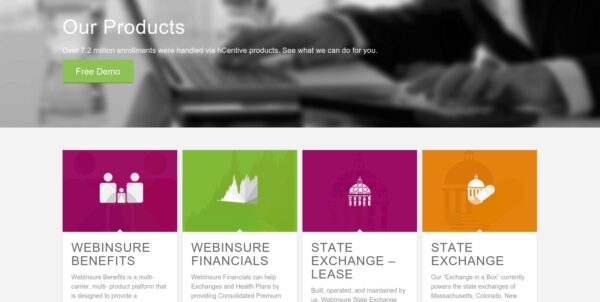 Our Products
Over 7.2 million enrollments were handled via hCentive products. See what we can do for you.
Free Demo
WEBINSURE
BENEFITS
WebInsure Benefits is a multi-
carrier, multi- product platform that
is designed to provide a
WEBINSURE
FINANCIALS
WebInsure Financials can help
Exchanges and Health Plans by
providing Consolidated Premium
STATE
EXCHANGE –
LEASE
Built, operated, and maintained by
us, WebInsure State Exchange
STATE
EXCHANGE
Our “Exchange in a Box” currently
powers the state exchanges of
Massachusetts, Colorado, New